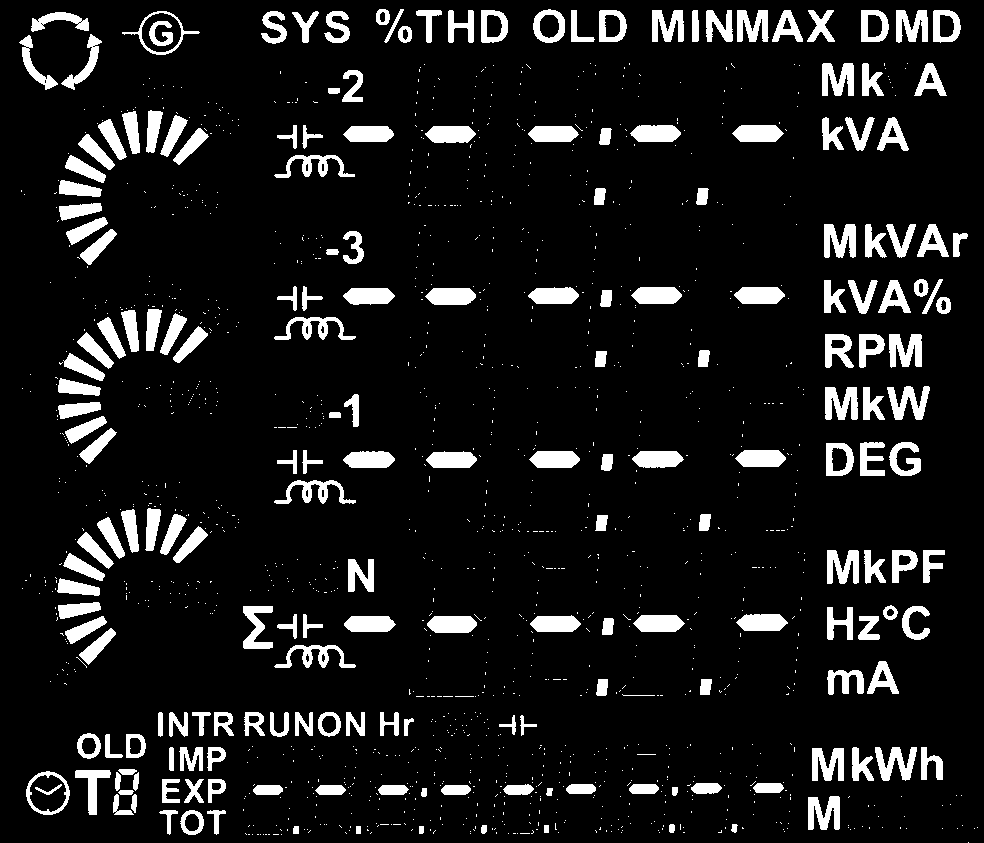 G SYS %THD OLD MINMAX DMD
-2 Mk A
kVA
-3 MkVAr
kVA%
RPM
-1 MkW
DEG
N MkPF
Σ Hz°C
mA
INTR RUNON Hr
OLD IMP MkWh
T8 EXP
TOT M